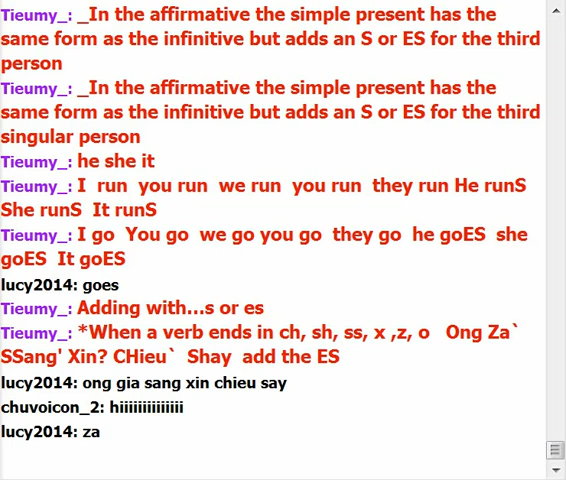 Tieumy_: _In the affirmative the simple present has the
same form as the infinitive but adds an S or ES for the third
person
Tieumy_: _In the affirmative the simple present has the
same form as the infinitive but adds an S or ES for the third
singular person
Tieumy_: he she it
Tieumy_: I  run  you run  we run  you run  they run He runS
She runS  It runS
Tieumy_: I go  You go  we go you go  they go  he goES  she
goES  It goES
lucy2014: goes
Tieumy_: Adding with...s or es
Tieumy_: *When a verb ends in ch, sh, ss, x ,z, o   Ong Za`
SSang' Xin? CHieu`  Shay  add the ES
lucy2014: ong gia sang xin chieu say
chuvoicon_2: hiiiiiiiiiiiiii
lucy2014: za